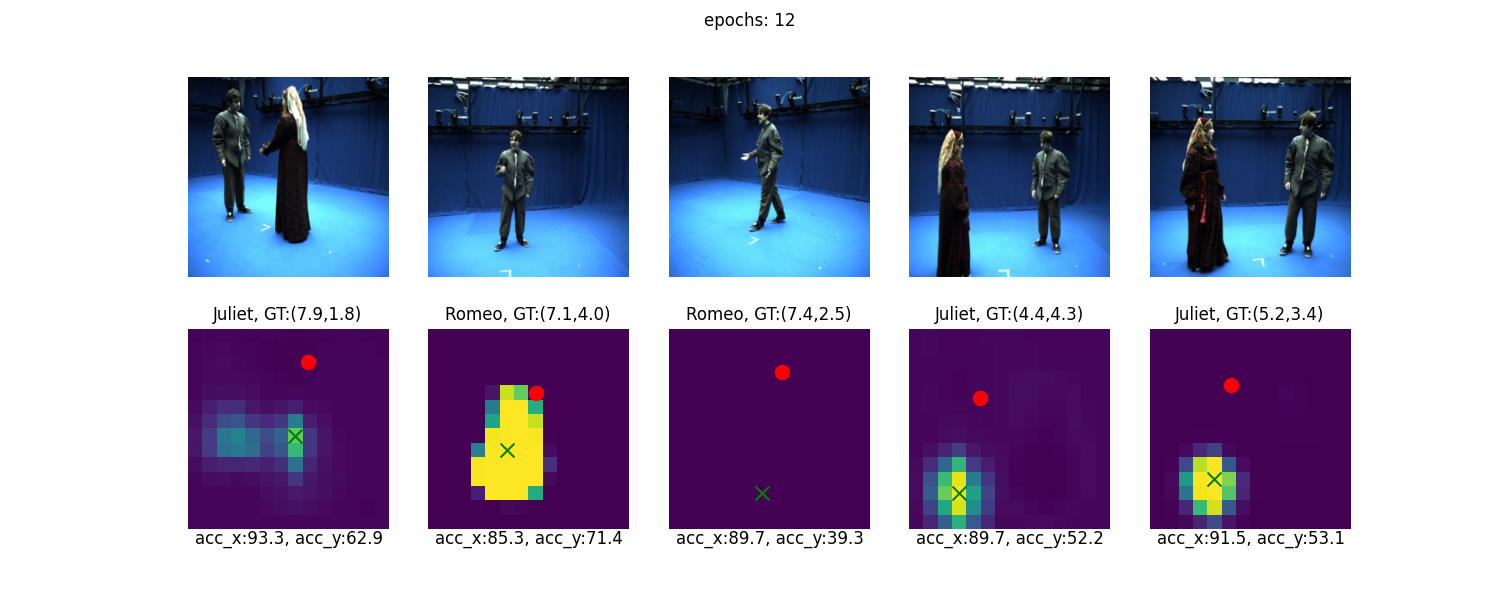 epochs: 12
Juliet, GT:(7.9,1.8)
Romeo, GT:(7.1,4.0)
Romeo, GT:(7.4,2.5)
Juliet, GT:(4.4,4.3)
Juliet, GT:(5.2,3.4)
acc_x:93.3, acc_y:62.9
acc_x:85.3, acc_y:71.4
acc_x:89.7, acc_y:39.3
acc_x:89.7, acc_y:52.2
acc_x:91.5, acc_y:53.1